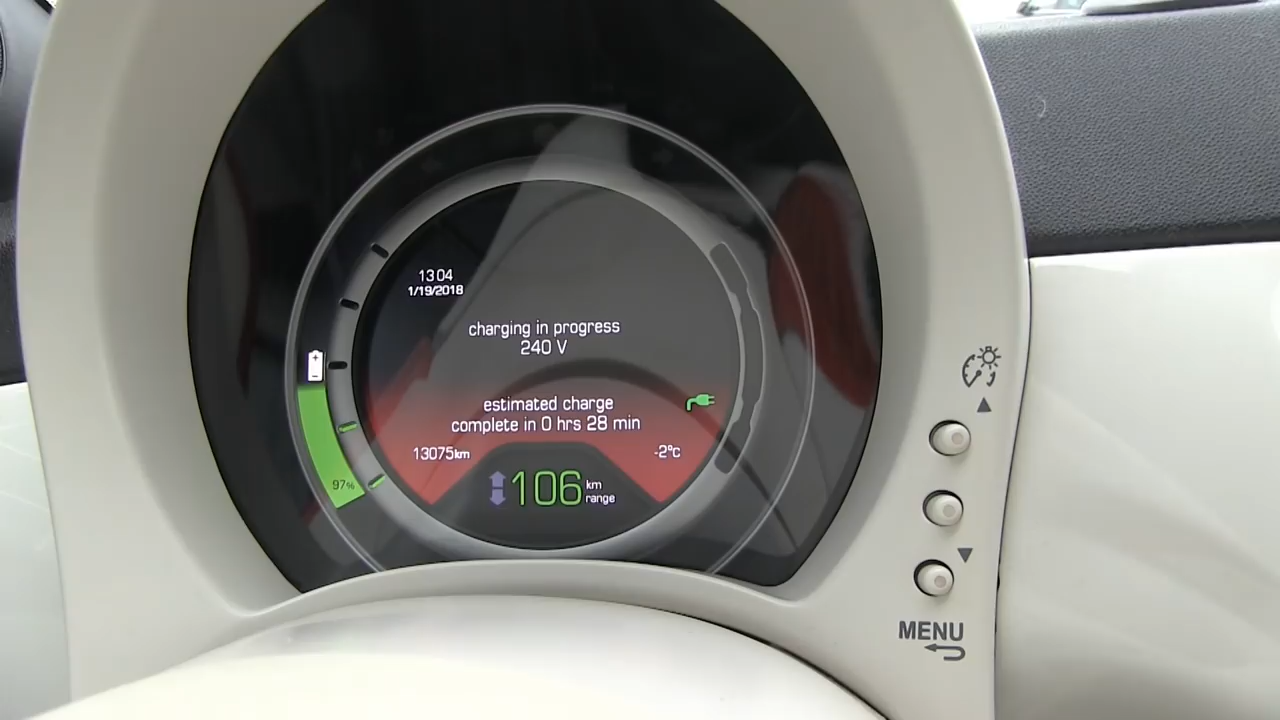 13 04
1/19/2018
charging in progress
240 V
estimated charge
complete in 0 hrs 28 min
13075km
-2°C
97%
106 km range
MENU